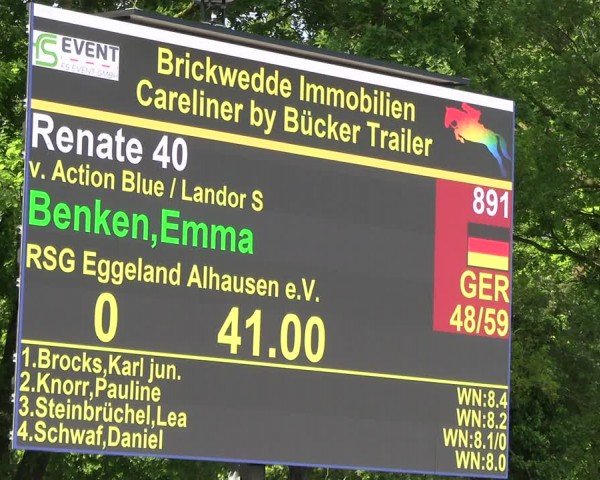 EVENT
FS EVENT GMBH
Brickwedde Immobilien
Careliner by Bücker Trailer
Renate 40
v. Action Blue / Landor S
891
Benken,Emma
RSG Eggeland Alhausen e.V.
GER
0 41.00
48/59
1.Brocks,Karl jun. WN:8.4
2.Knorr,Pauline WN:8.2
3.Steinbrüchel,Lea WN:8.1/0
4.Schwaf,Daniel WN:8.0